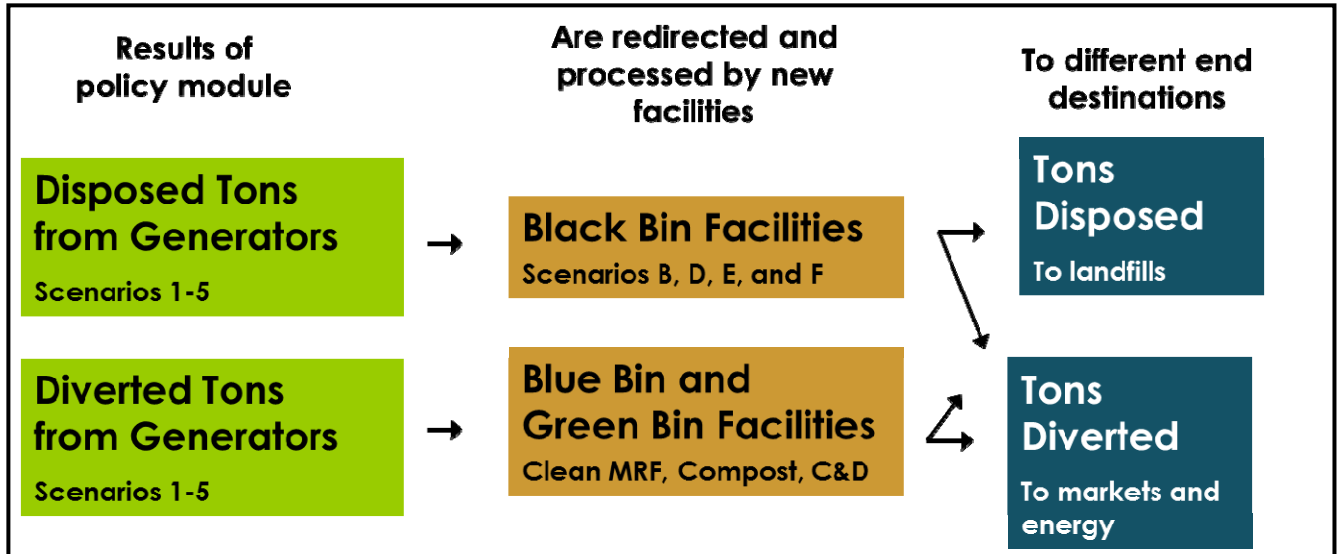 Results of
policy module
Are redirected and
processed by new
facilities
To different end
destinations
Disposed Tons
from Generators
Scenarios 1-5
Black Bin Facilities
Scenarios B, D, E, and F
Tons
Disposed
To landfills
Diverted Tons
from Generators
Scenarios 1-5
Blue Bin and
Green Bin Facilities
Clean MRF, Compost, C&D
Tons
Diverted
To markets and
energy